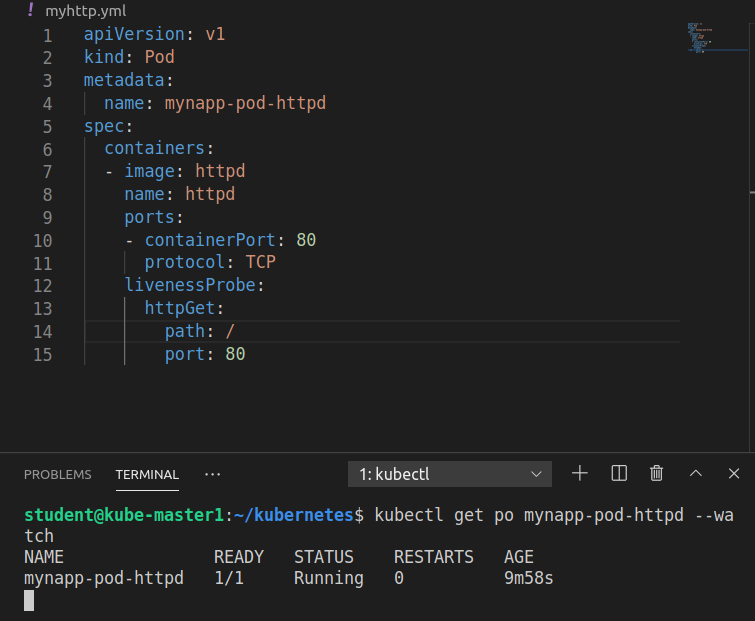 ! myhttp.yml
1 apiVersion: v1
2 kind: Pod
3 metadata:
4   name: mynapp-pod-httpd
5 spec:
6   containers:
7   - image: httpd
8     name: httpd
9     ports:
10     - containerPort: 80
11       protocol: TCP
12     livenessProbe:
13       httpGet:
14         path: /
15         port: 80
PROBLEMS TERMINAL ··· 1: kubectl
student@kube-master1:~/kubernetes$ kubectl get po mynapp-pod-httpd --wa
tch
NAME READY STATUS RESTARTS AGE
mynapp-pod-httpd 1/1 Running 0 9m58s